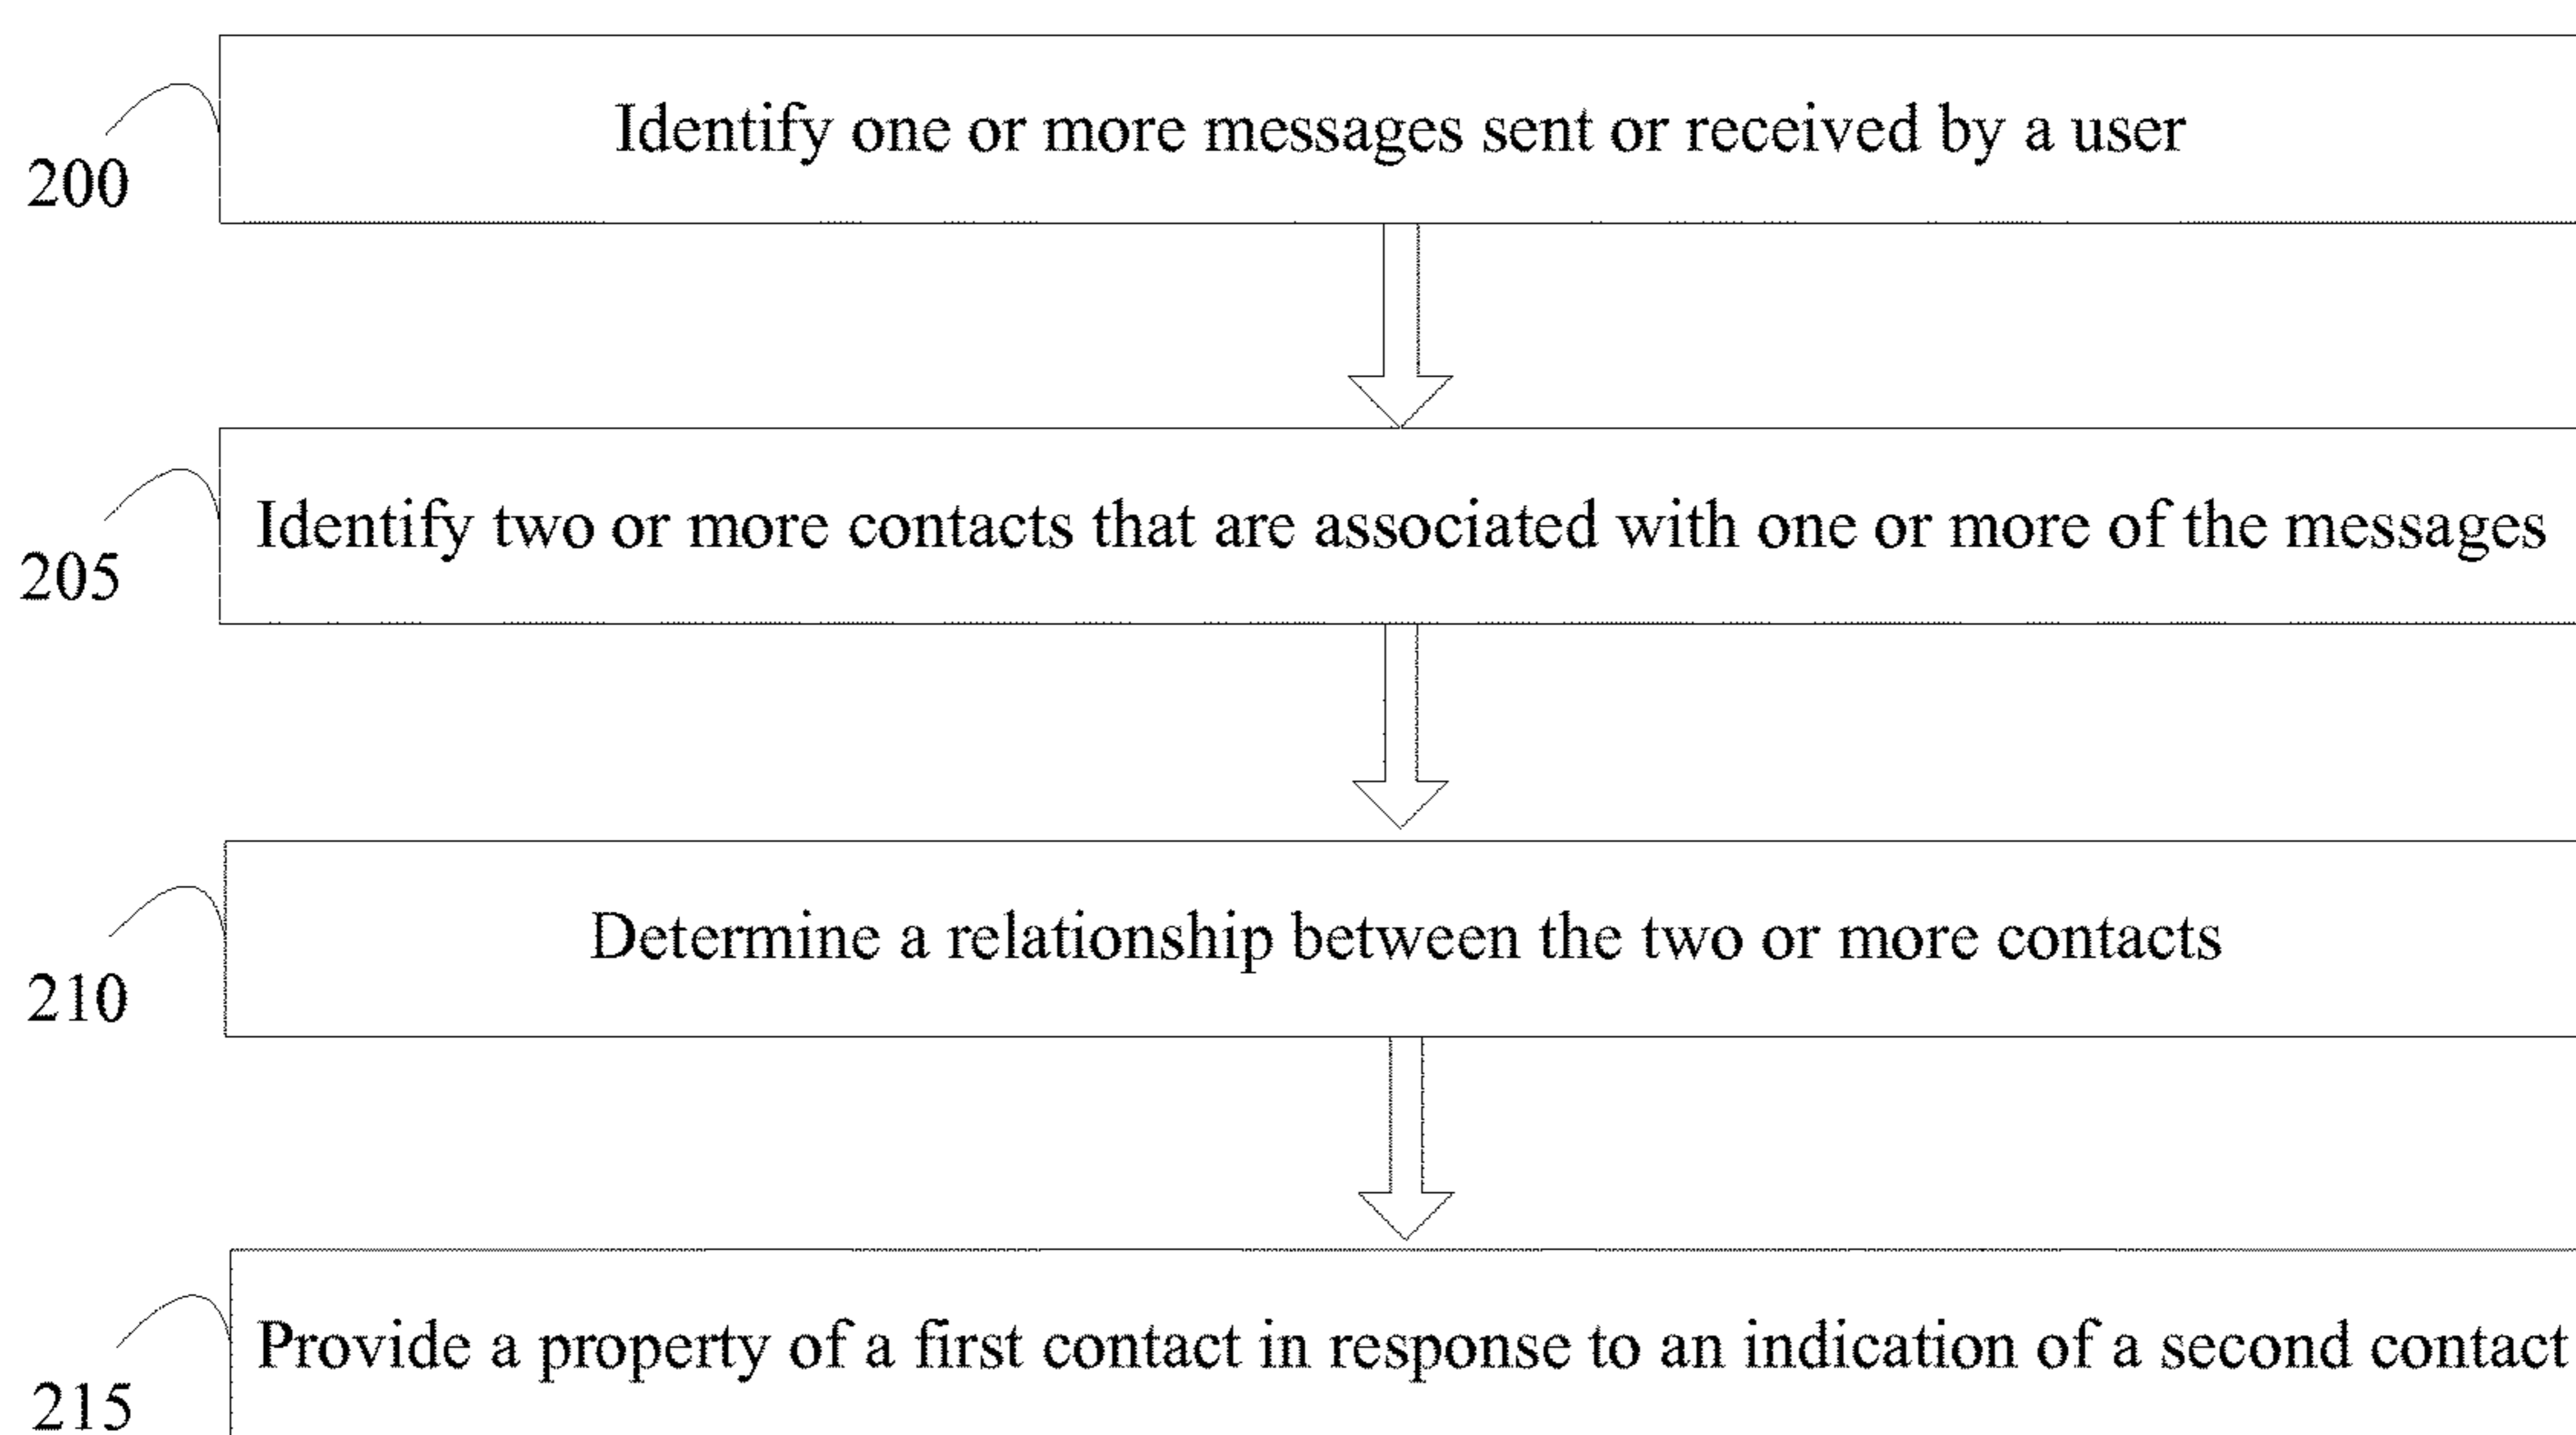 Identify one or more messages sent or received by a user
200
Identify two or more contacts that are associated with one or more of the messages
205
Determine a relationship between the two or more contacts
210
Provide a property of a first contact in response to an indication of a second contact
215